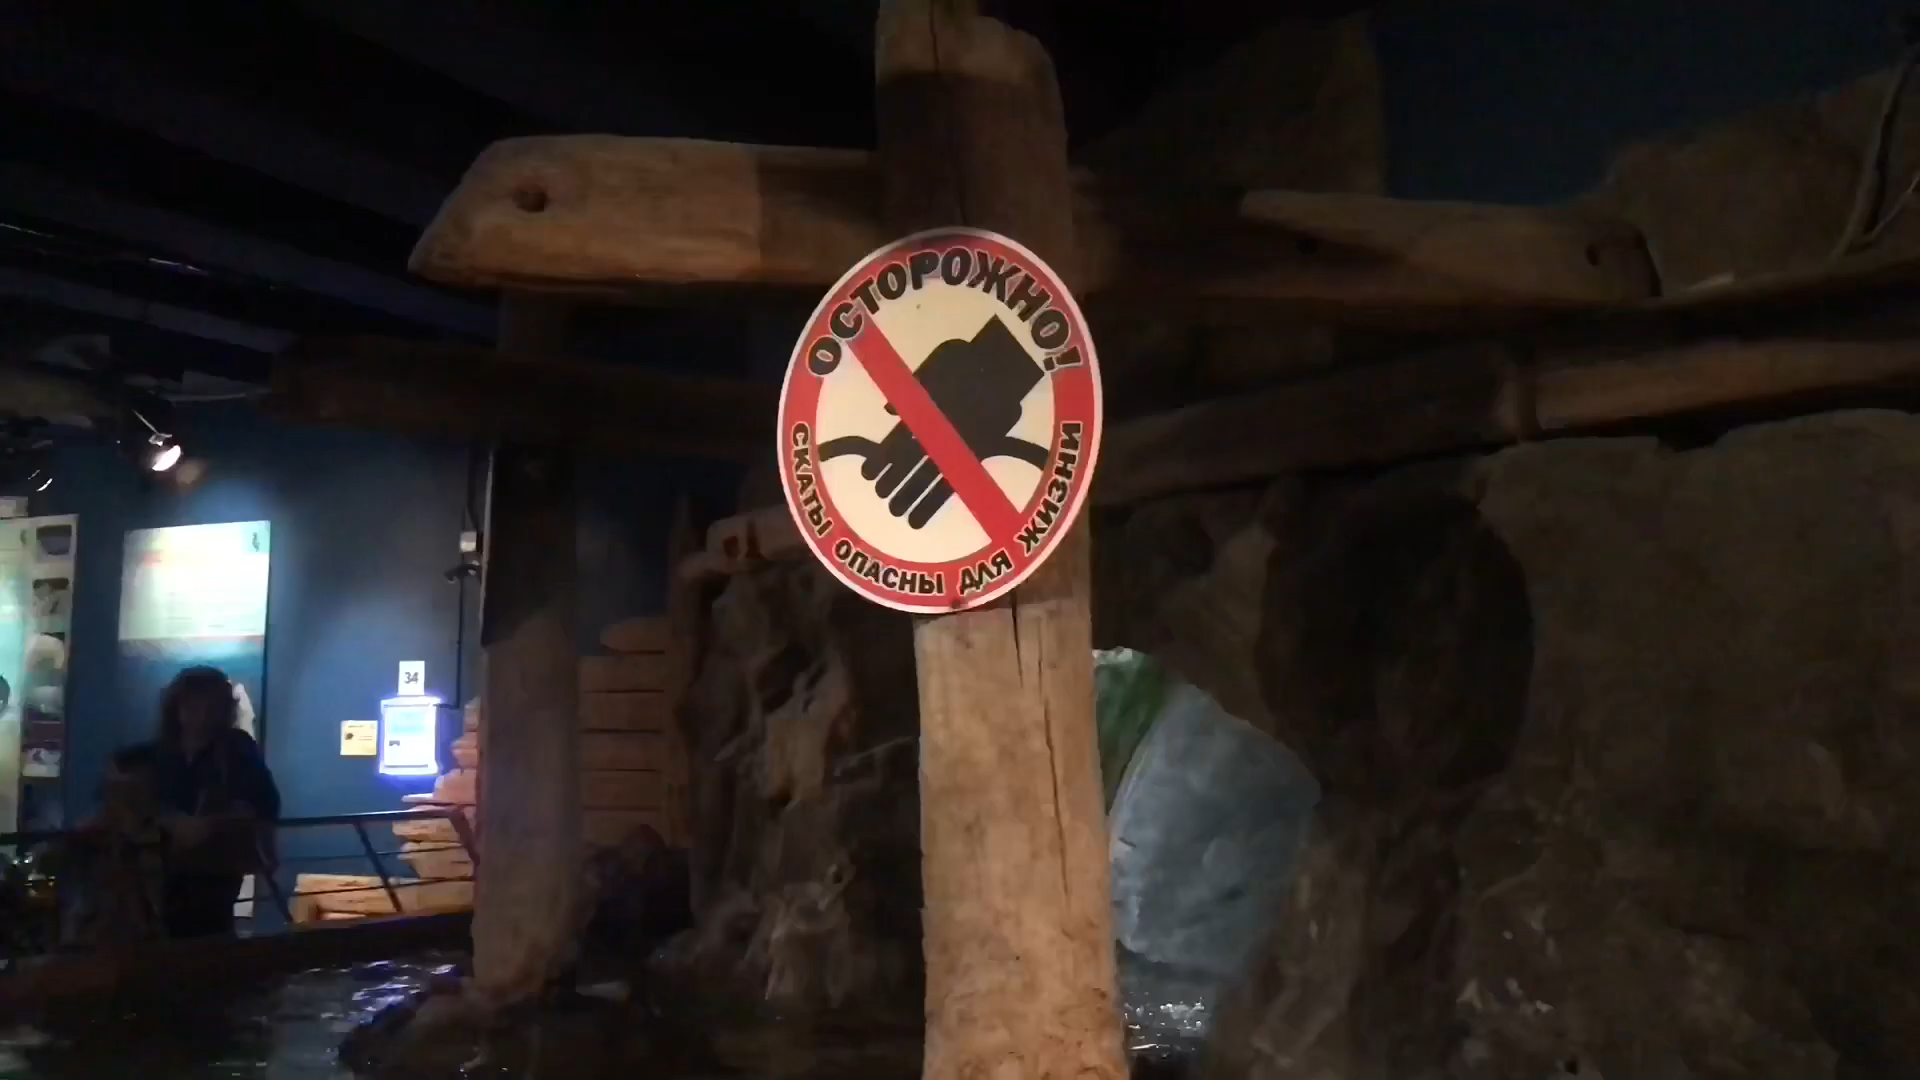 ОСТОРОЖНО!
СКАТЫ ОПАСНЫ ДЛЯ ЖИЗНИ
34